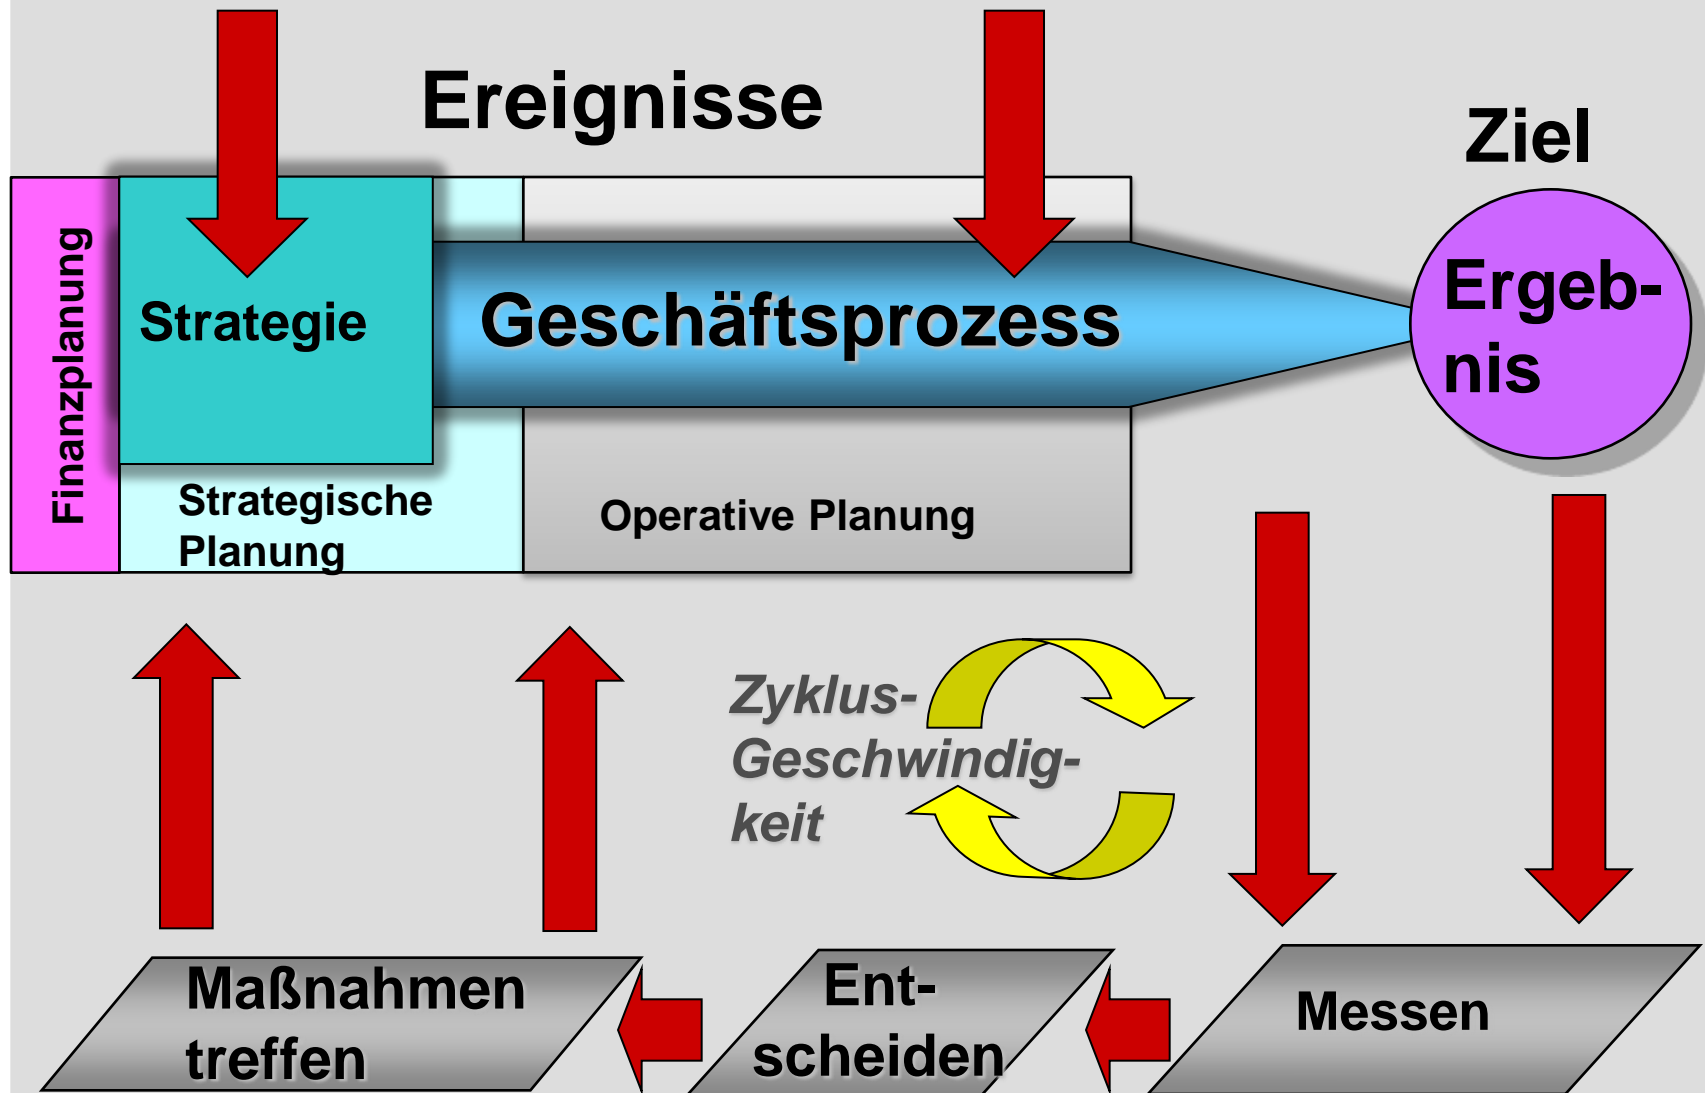 Ereignisse
Ziel
Finanzplanung
Strategie
Geschäftsprozess
Ergeb-
nis
Strategische
Planung
Operative Planung
Zyklus-
Geschwindig-
keit
Maßnahmen
treffen
Ent-
scheiden
Messen